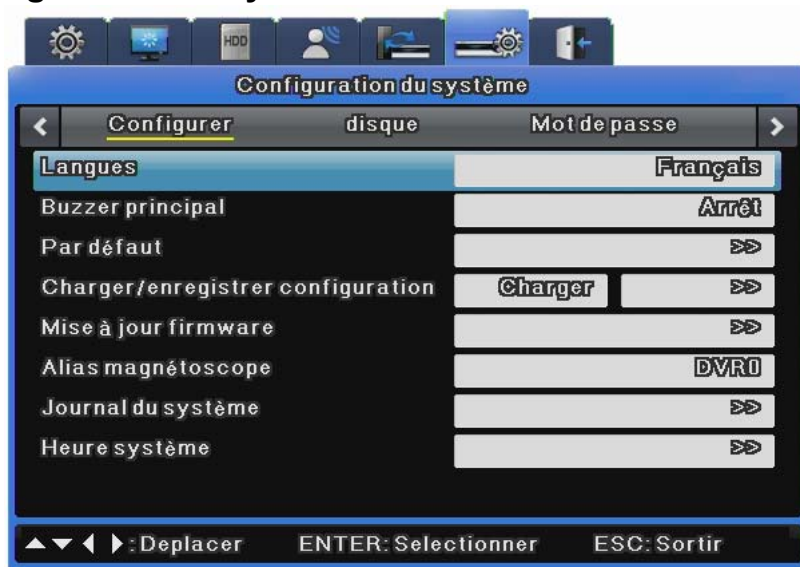 HDD
Configuration du système
Configurer disque Mot de passe
Langues Français
Buzzer principal Arrêt
Par défaut >>
Charger/enregistrer configuration Charger >>
Mise à jour firmware >>
Alias magnétoscope DVR0
Journal du système >>
Heure système >>
:Deplacer ENTER:Selectionner ESC:Sortir